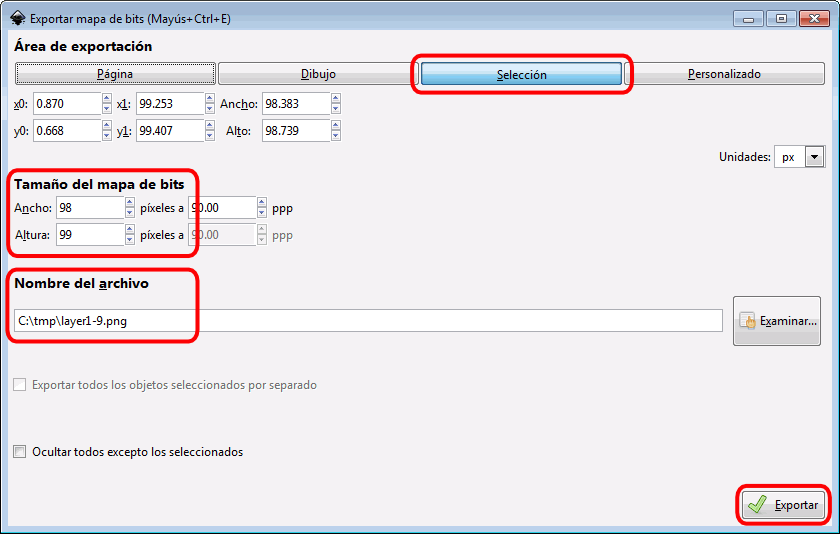 Exportar mapa de bits (Mayús+Ctrl+E)
Área de exportación
Página Dibujo Selección Personalizado
x0: 0.870 x1: 99.253 Ancho: 98.383
y0: 0.668 y1: 99.407 Alto: 98.739
Unidades: px
Tamaño del mapa de bits
Ancho: 98 píxeles a 90.00 ppp
Altura: 99 píxeles a 90.00 ppp
Nombre del archivo
C:\tmp\layer1-9.png
Examinar...
Exportar todos los objetos seleccionados por separado
Ocultar todos excepto los seleccionados
Exportar